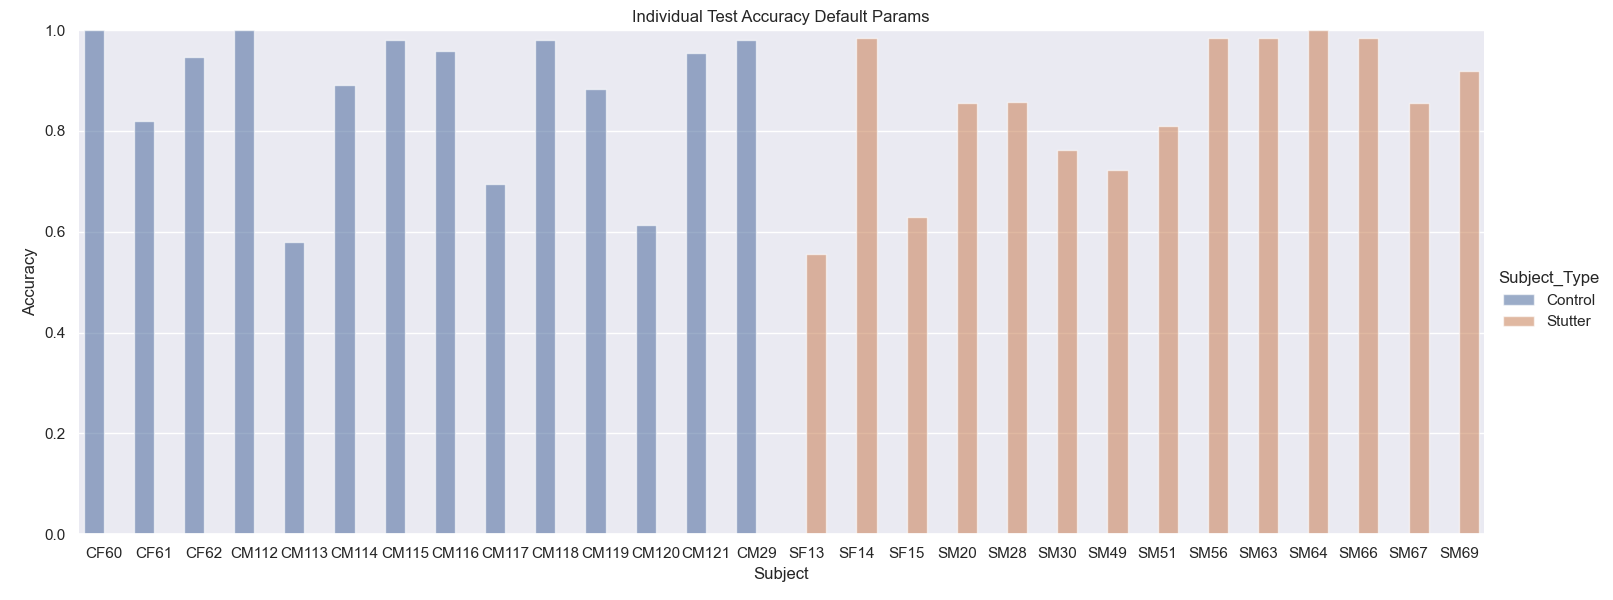 Individual Test Accuracy Default Params
1.0
0.8
0.6
0.4
0.2
0.0
Accuracy
CF60 CF61 CF62 CM112 CM113 CM114 CM115 CM116 CM117 CM118 CM119 CM120 CM121 CM29 SF13 SF14 SF15 SM20 SM28 SM30 SM49 SM51 SM56 SM63 SM64 SM66 SM67 SM69
Subject
Subject_Type
Control
Stutter